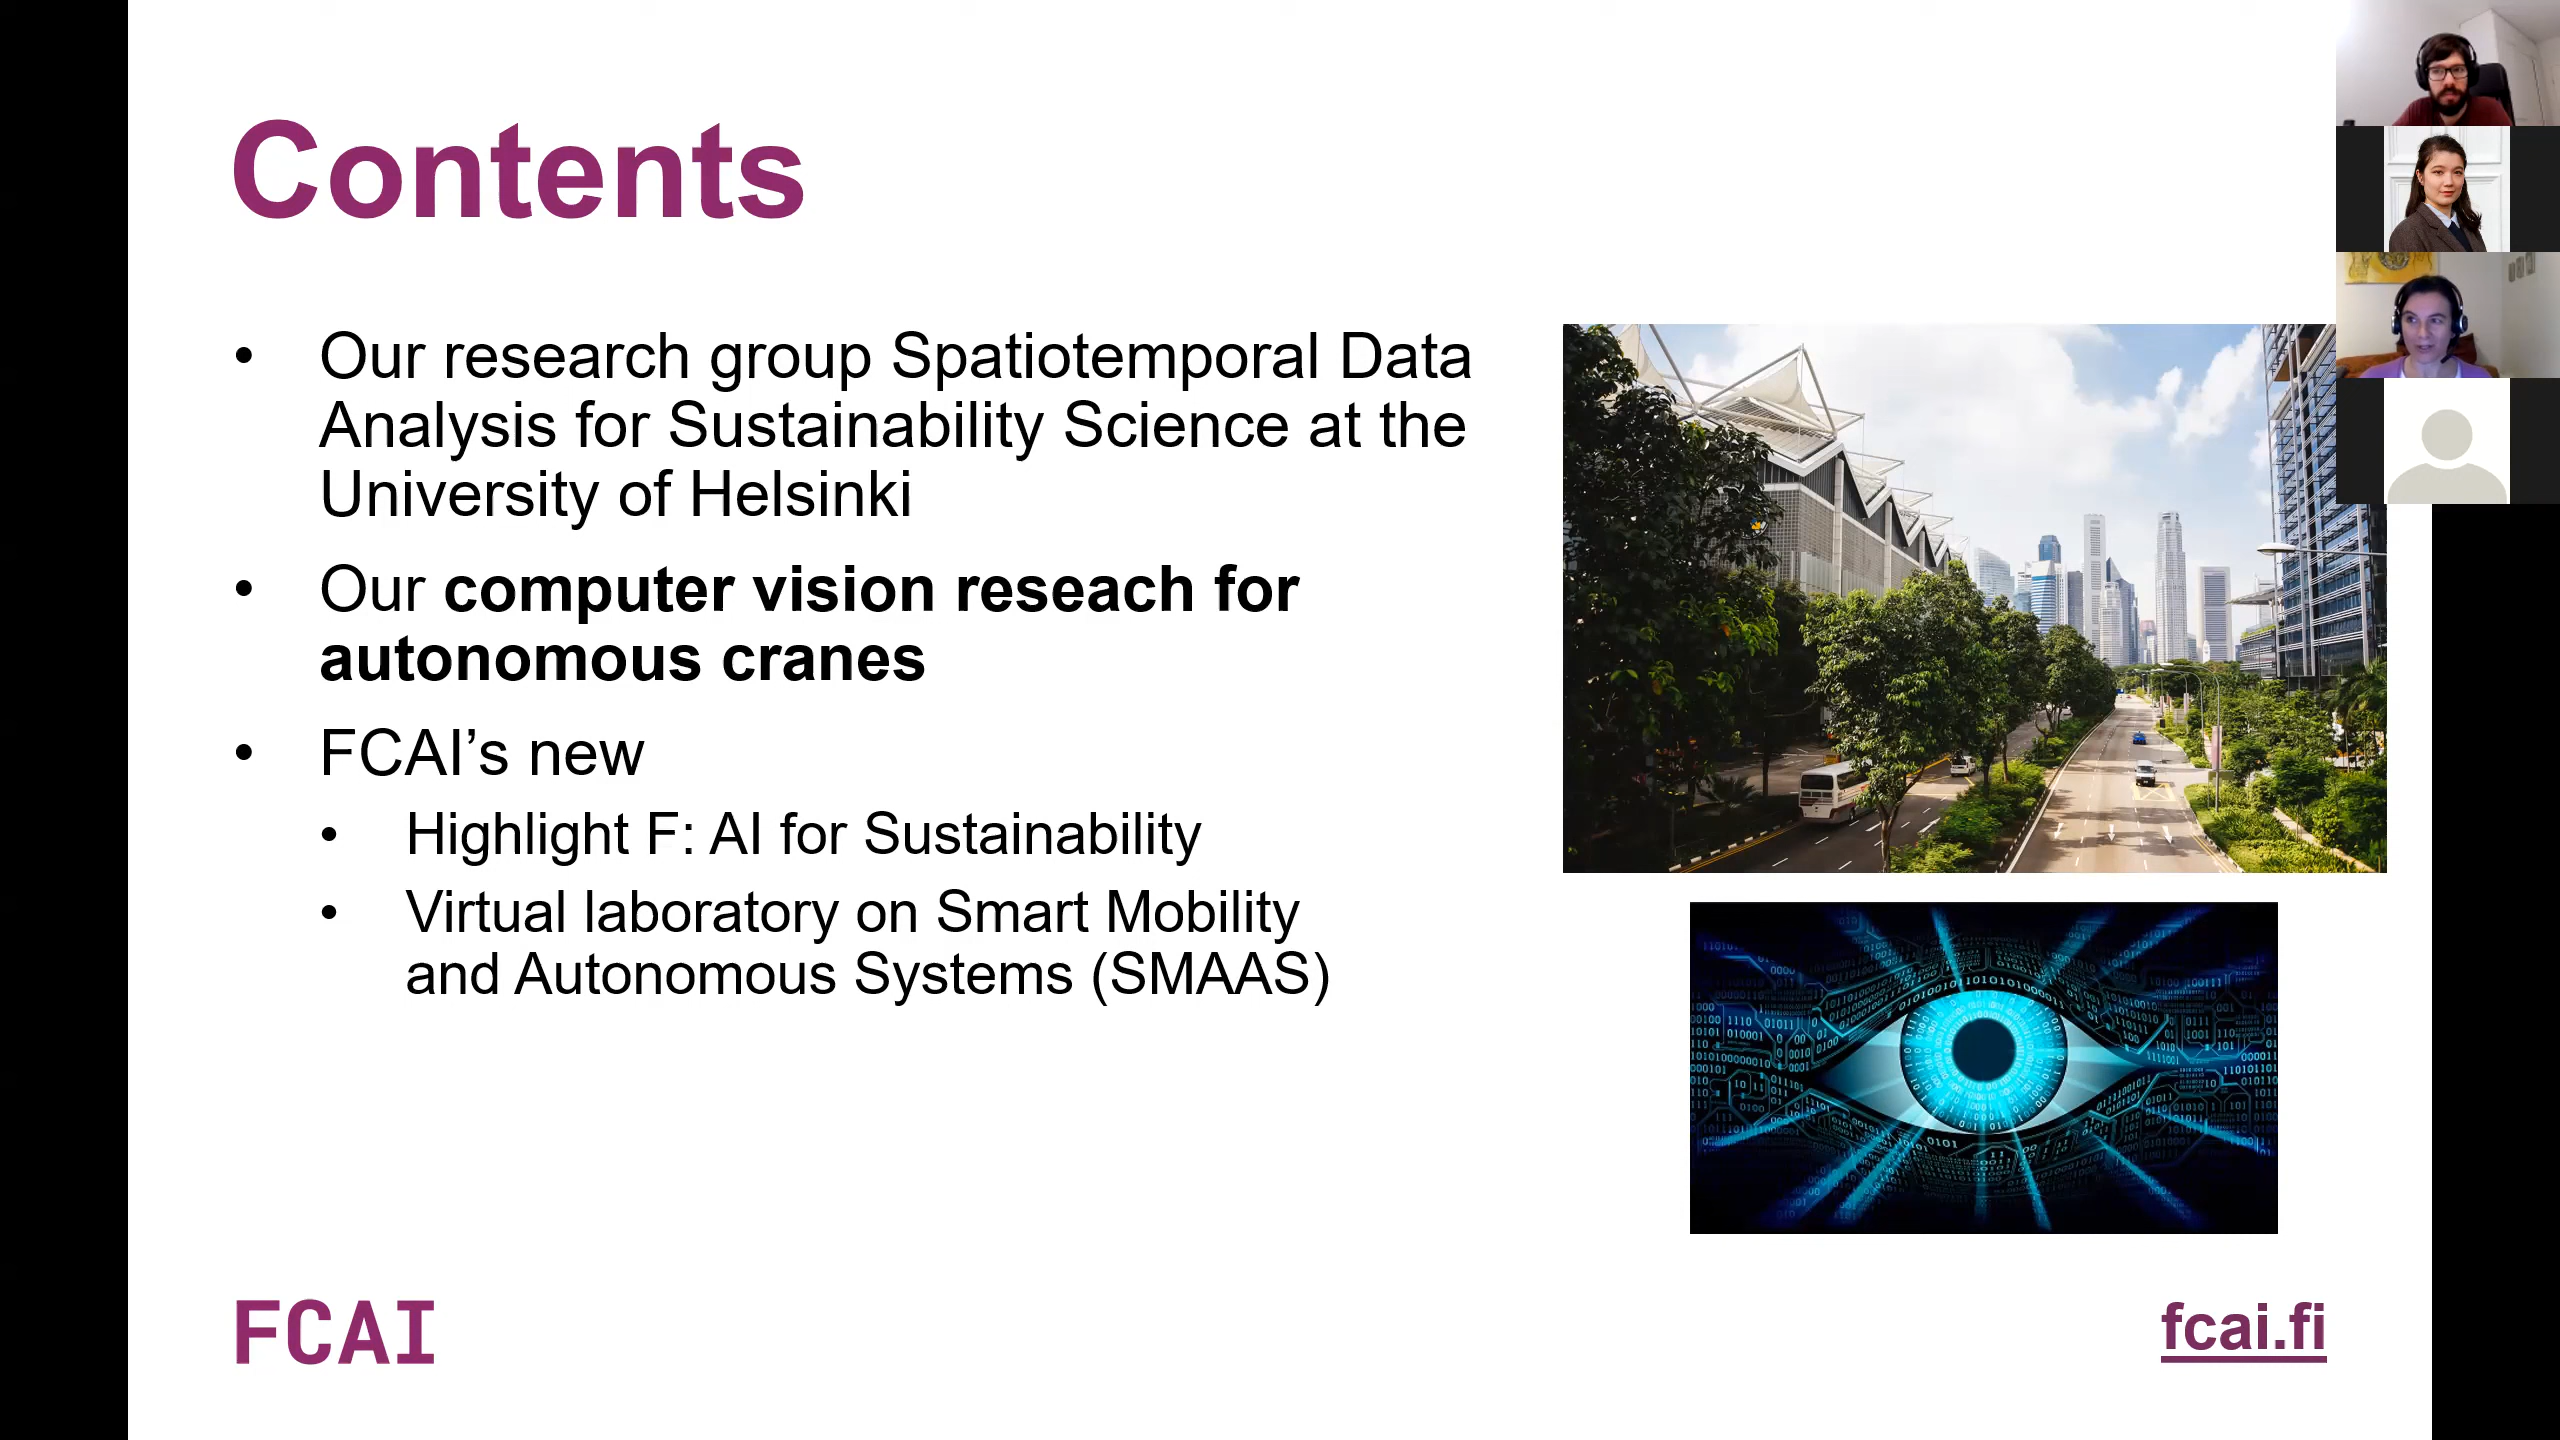 Contents
• Our research group Spatiotemporal Data
Analysis for Sustainability Science at the
University of Helsinki
• Our computer vision reseach for
autonomous cranes
• FCAI’s new
• Highlight F: AI for Sustainability
• Virtual laboratory on Smart Mobility
and Autonomous Systems (SMAAS)
FCAI
fcai.fi